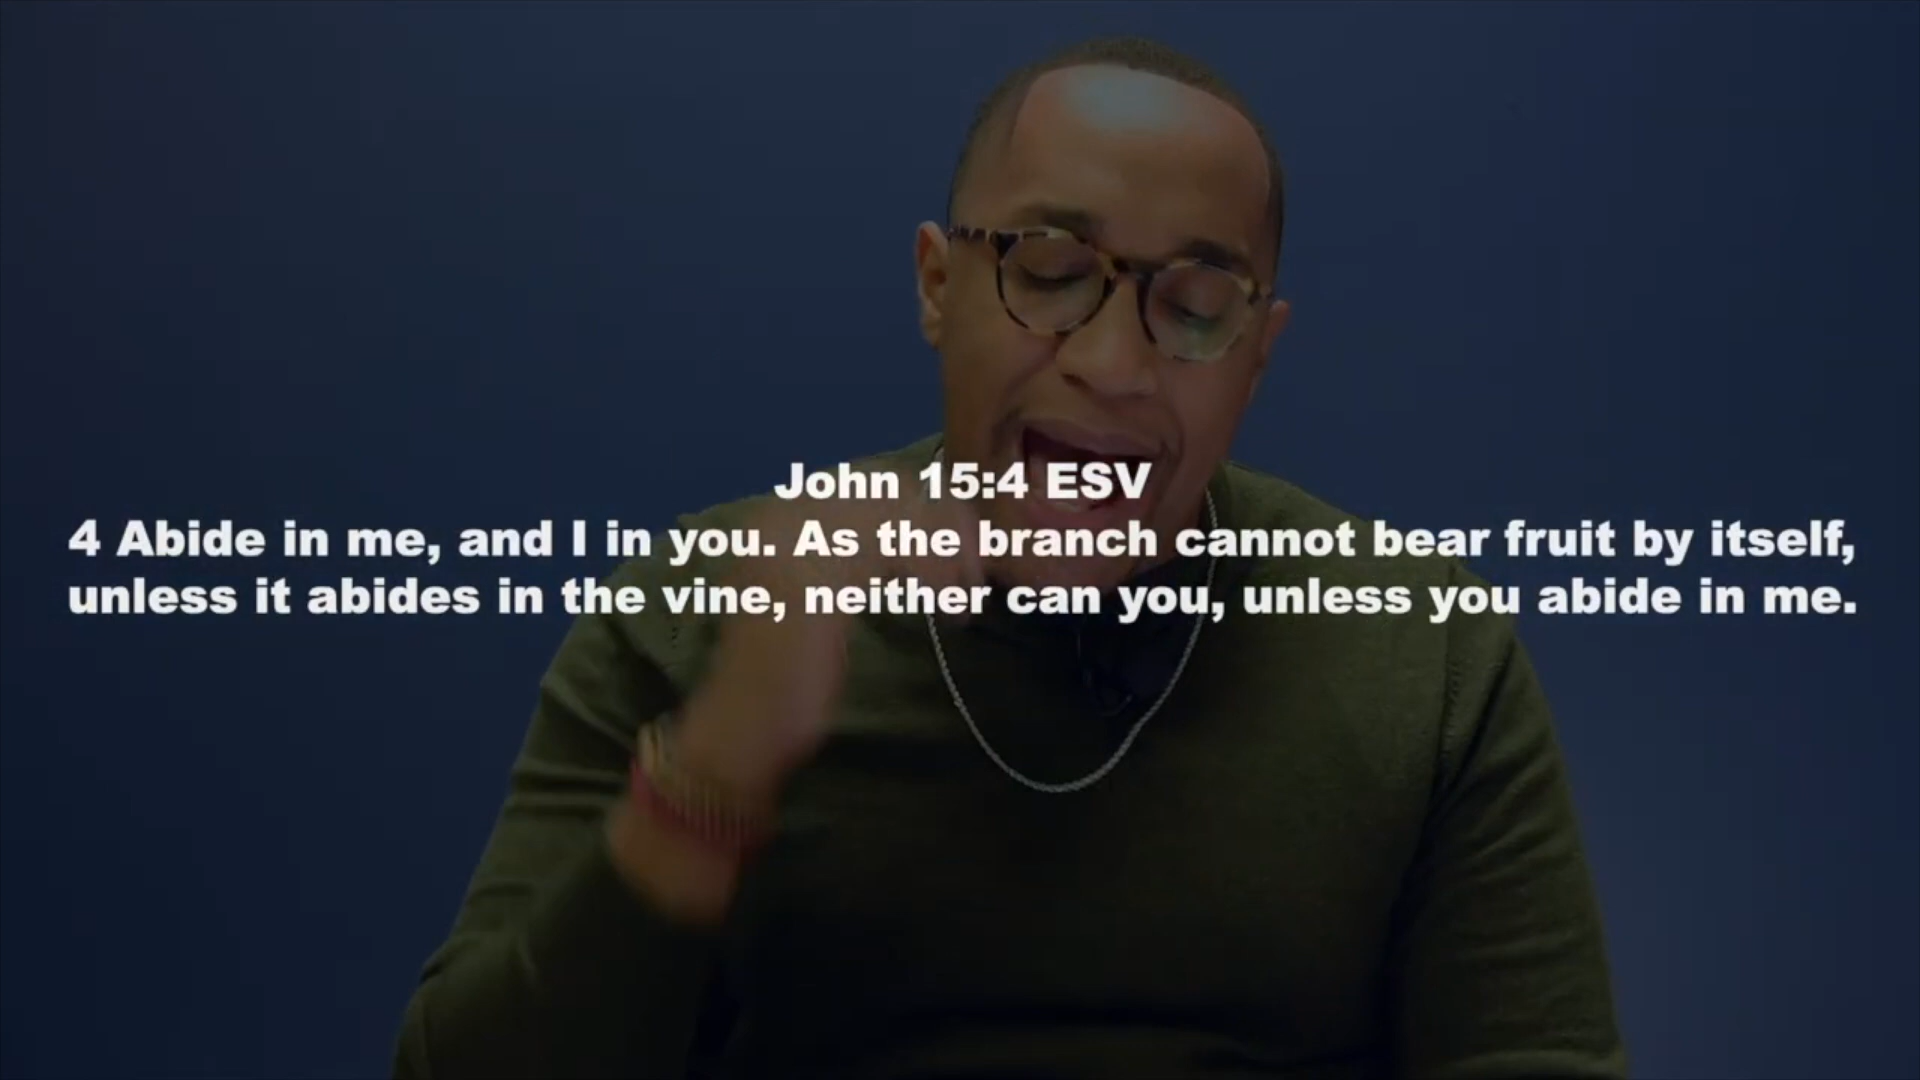 John 15:4 ESV
4 Abide in me, and I in you. As the branch cannot bear fruit by itself,
unless it abides in the vine, neither can you, unless you abide in me.